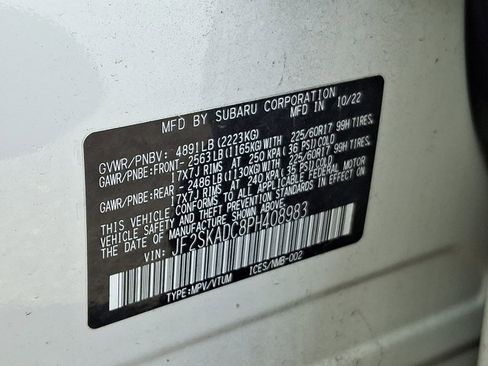 MFD BY SUBARU CORPORATION MFD IN 10/22
GVWR/PNBV: 4891LB(2223KG)
GAWR/PNBE:FRONT- 2563LB(1165KG)WITH 225/60R17 99H TIRES,
17X7J RIMS AT 250 KPA(36 PSI)COLD
GAWR/PNBE:REAR - 2486LB(1130KG)WITH 225/60R17 99H TIRES,
17X7J RIMS AT 240 KPA(35 PSI)COLD
THIS VEHICLE CONFORMS TO ALL APPLICABLE U.S FEDERAL MOTOR
VEHICLE SAFETY AND THEFT PREVENTION STANDARDS IN EFFECT ON
THE DATE OF MANUFACTURE SHOWN ABOVE.
VIN: JF2SKADC8PH408983
TYPE:MPV/VTUM ICES/NMB-002